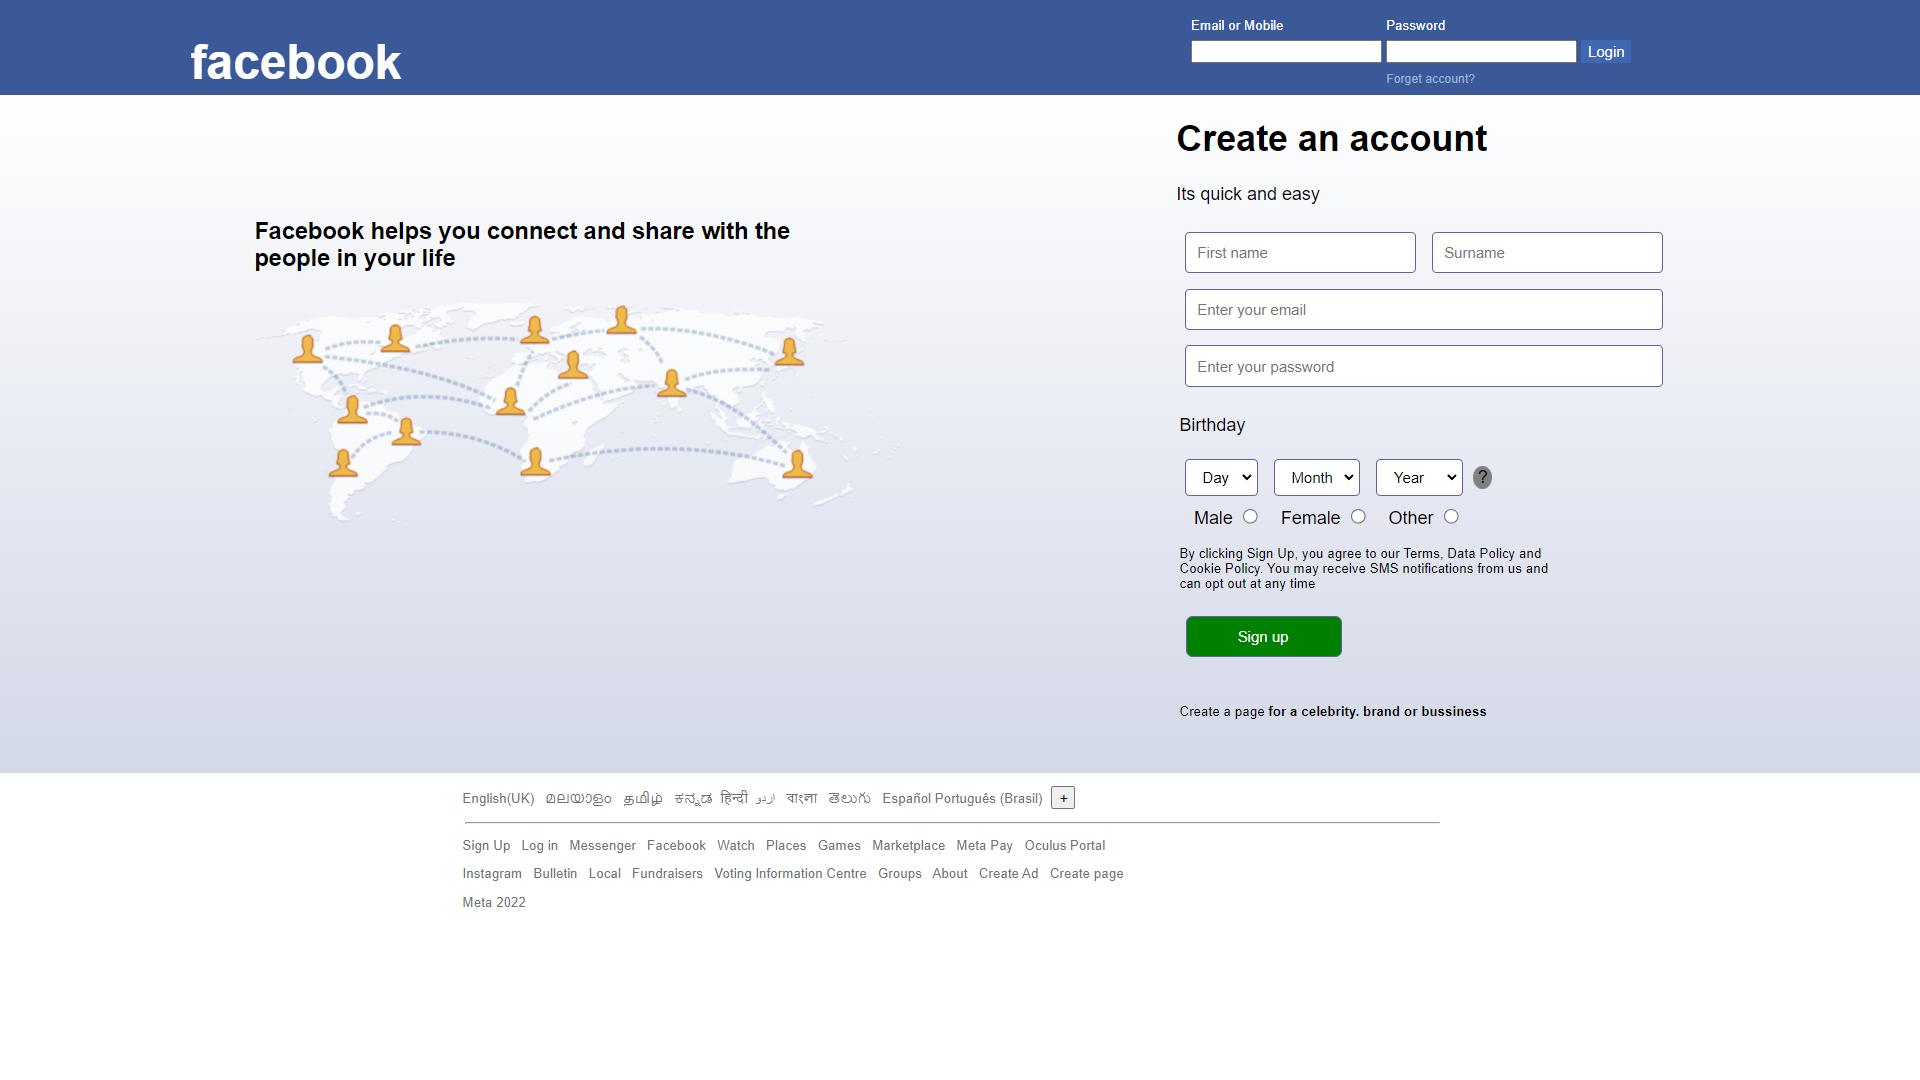 facebook
Email or Mobile
Password
Login
Forget account?
Facebook helps you connect and share with the
people in your life
Create an account
Its quick and easy
First name
Surname
Enter your email
Enter your password
Birthday
Day
Month
Year
?
Male
Female
Other
By clicking Sign Up, you agree to our Terms, Data Policy and
Cookie Policy. You may receive SMS notifications from us and
can opt out at any time
Sign up
Create a page for a celebrity. brand or bussiness
English(UK) മലയാളം தமிழ் ಕನ್ನಡ हिन्दी اردو বাংলা తెలుగు Español Português (Brasil) +
Sign Up Log in Messenger Facebook Watch Places Games Marketplace Meta Pay Oculus Portal
Instagram Bulletin Local Fundraisers Voting Information Centre Groups About Create Ad Create page
Meta 2022